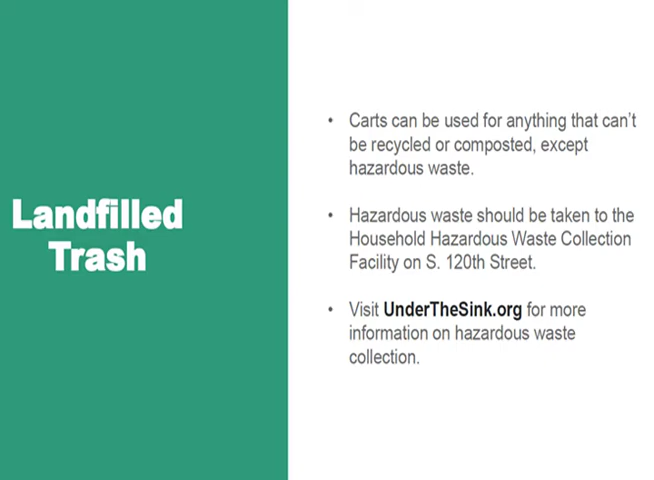 Landfilled
Trash
• Carts can be used for anything that can't
be recycled or composted, except
hazardous waste.
• Hazardous waste should be taken to the
Household Hazardous Waste Collection
Facility on S. 120th Street.
• Visit UnderTheSink.org for more
information on hazardous waste
collection.